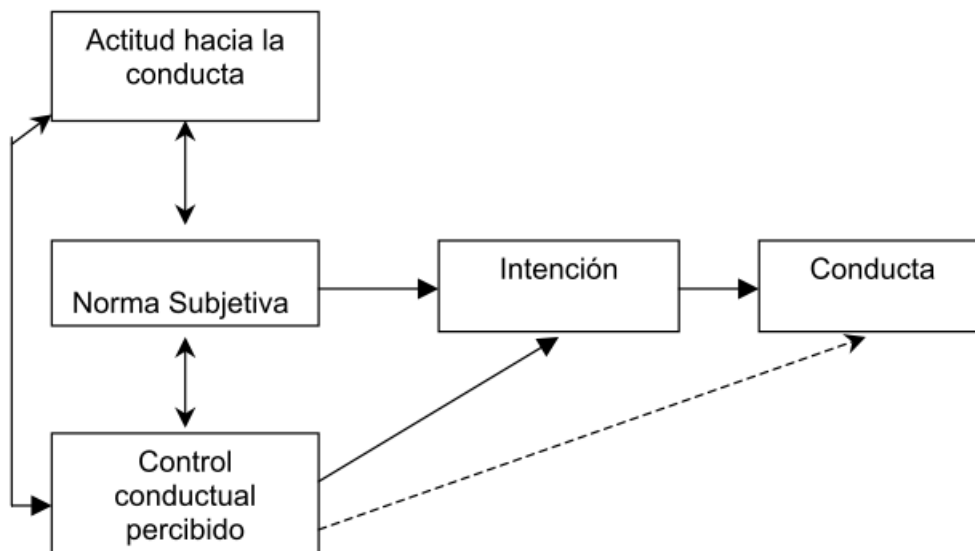 Actitud hacia la
conducta
Norma Subjetiva
Intención
Conducta
Control
conductual
percibido